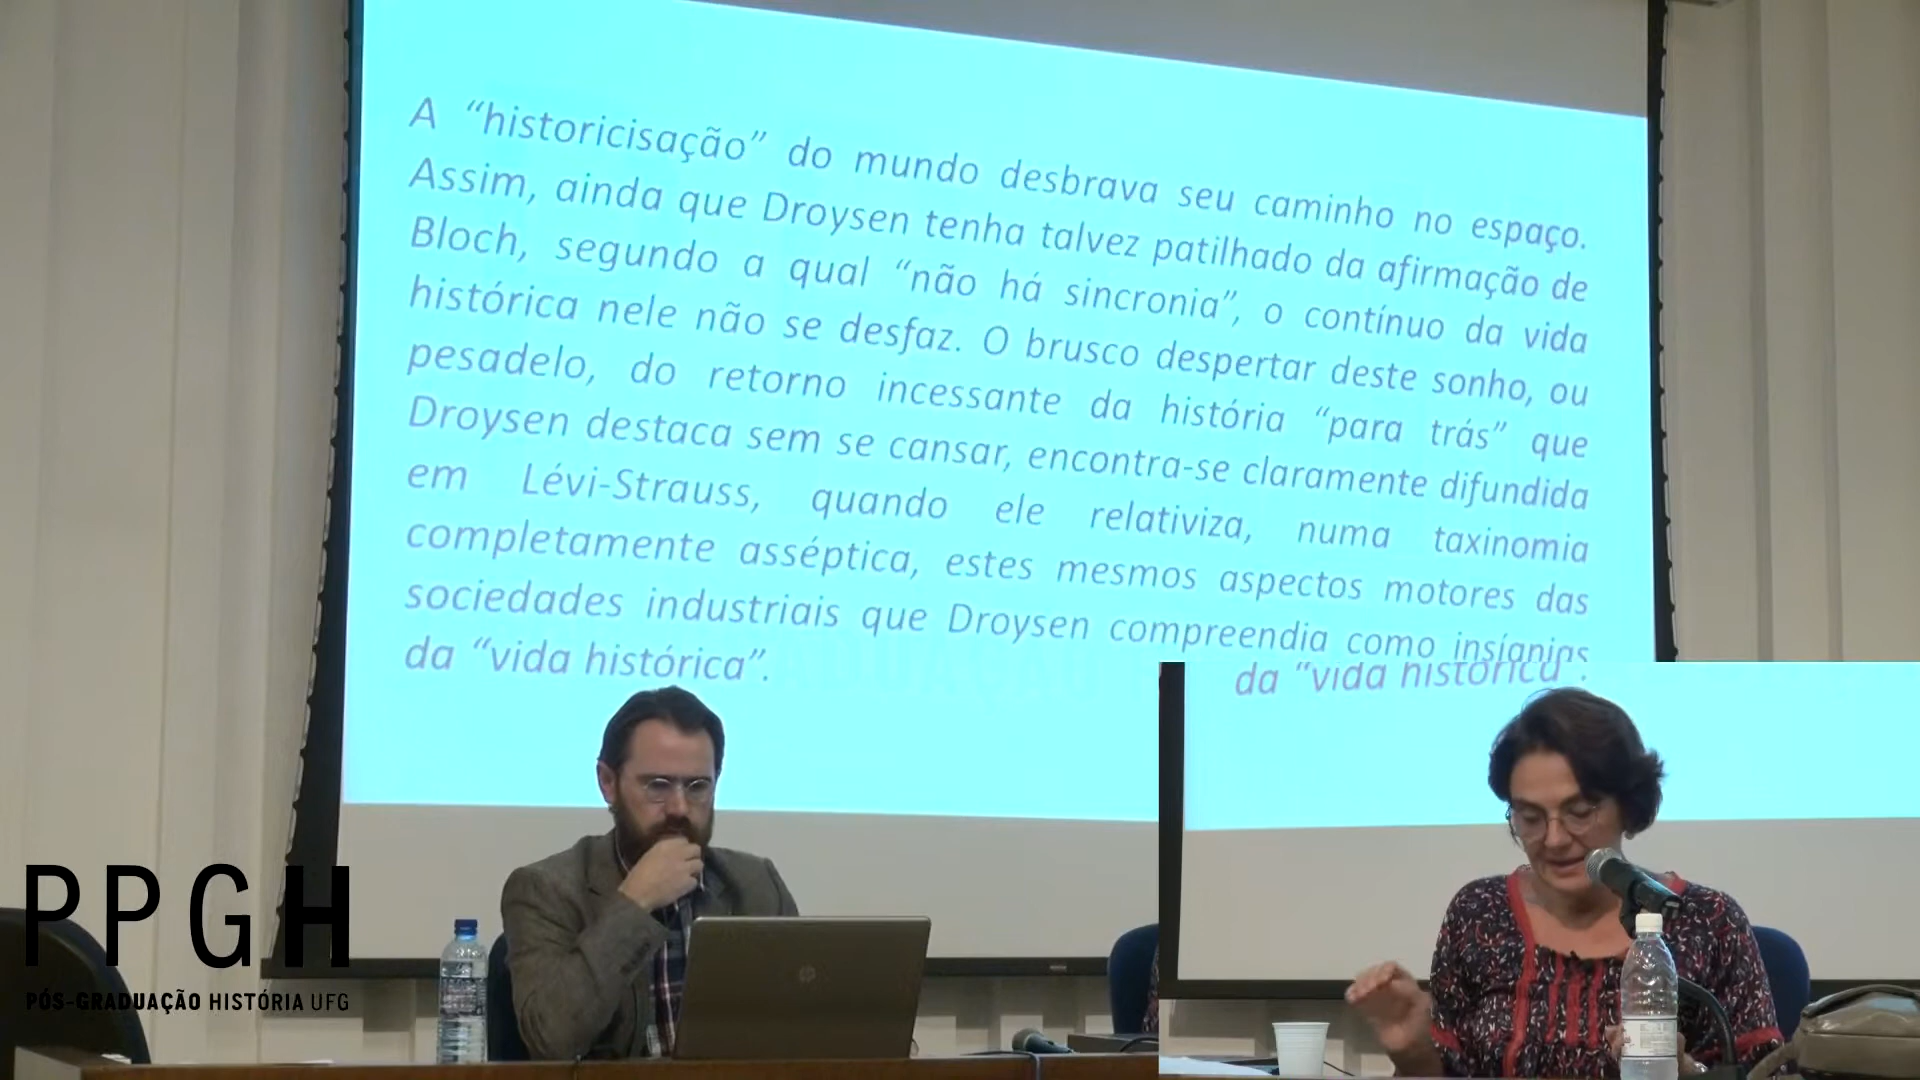 A “historicisação” do mundo desbrava seu caminho no espaço.
Assim, ainda que Droysen tenha talvez patilhado da afirmação de
Bloch, segundo a qual “não há sincronia”, o contínuo da vida
histórica nele não se desfaz. O brusco despertar deste sonho, ou
pesadelo, do retorno incessante da história “para trás” que
Droysen destaca sem se cansar, encontra-se claramente difundida
em Lévi-Strauss, quando ele relativiza, numa taxinomia
completamente asséptica, estes mesmos aspectos motores das
sociedades industriais que Droysen compreendia como insígnias
da “vida histórica”.
da “vida histórica”.
PPGH
PÓS-GRADUAÇÃO HISTÓRIA UFG
hp